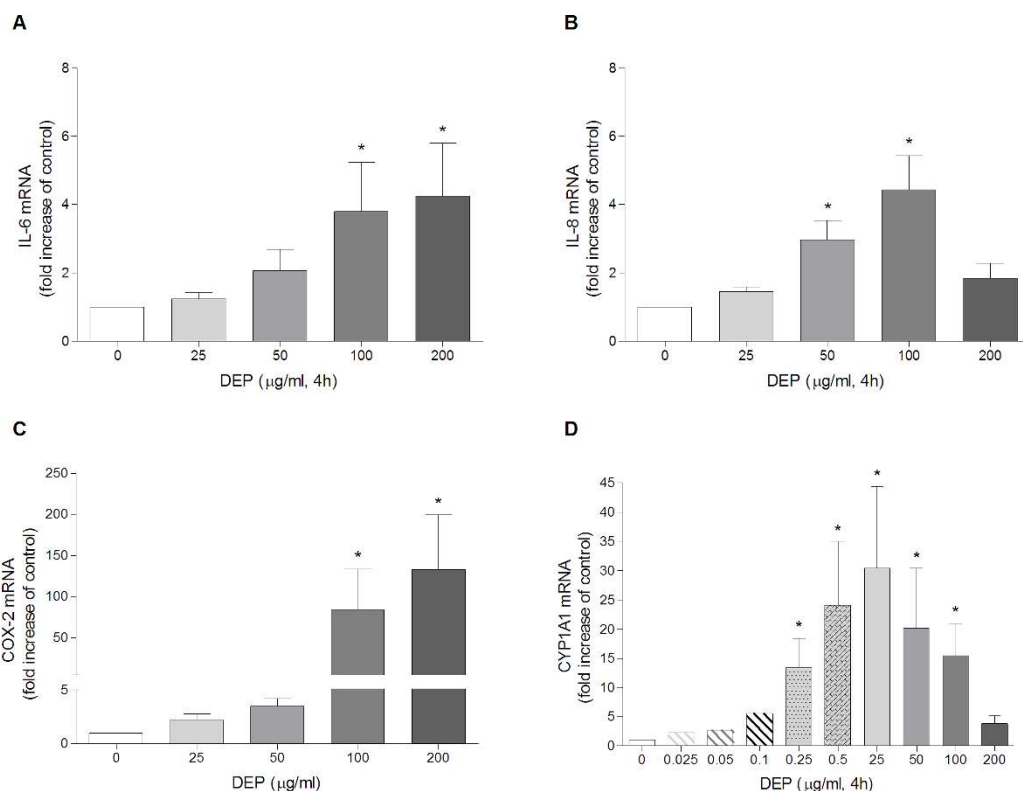 A
IL-6 mRNA
(fold increase of control)
8
6
4
2
0
* *
0 25 50 100 200
DEP (μg/ml, 4h)
B
IL-8 mRNA
(fold increase of control)
8
6
4
2
0
* *
0 25 50 100 200
DEP (μg/ml, 4h)
C
COX-2 mRNA
(fold increase of control)
250
200
150
100
50
5
0
* *
0 25 50 100 200
DEP (μg/ml)
D
CYP1A1 mRNA
(fold increase of control)
45
40
35
30
25
20
15
10
5
0
* * * * *
0 0.025 0.05 0.1 0.25 0.5 25 50 100 200
DEP (μg/ml, 4h)